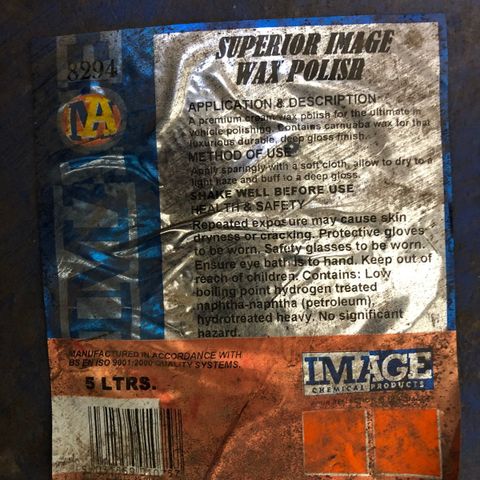 SUPERIOR IMAGE
WAX POLISH
8294
MA
APPLICATION & DESCRIPTION
A premium cream wax polish for the ultimate in
vehicle polishing. Contains carnauba wax for that
luxurious, durable, deep gloss finish.
METHOD OF USE
Apply sparingly with a soft cloth, allow to dry to a
light haze and buff to a deep gloss.
SHAKE WELL BEFORE USE
HEALTH & SAFETY
Repeated exposure may cause skin
dryness or cracking. Protective gloves
to be worn. Safety glasses to be worn.
Ensure eye bath is to hand. Keep out of
reach of children. Contains: Low
boiling point hydrogen treated
naphtha-naphtha (petroleum),
hydrotreated heavy. No significant
hazard.
MANUFACTURED IN ACCORDANCE WITH
BS EN ISO 9001:2000 QUALITY SYSTEMS.
5 LTRS.
IMAGE
CHEMICAL PRODUCTS